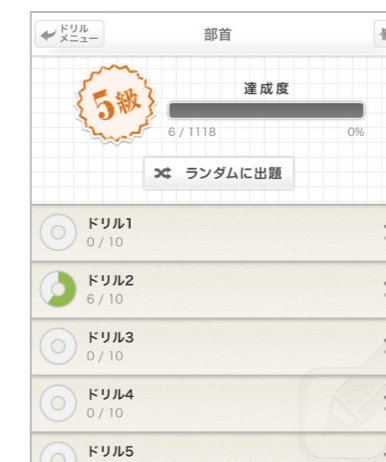 ドリル
メニュー
部首
5級
達成度
6 / 1118
0%
ランダムに出題
ドリル1
0 / 10
ドリル2
6 / 10
ドリル3
0 / 10
ドリル4
0 / 10
ドリル5